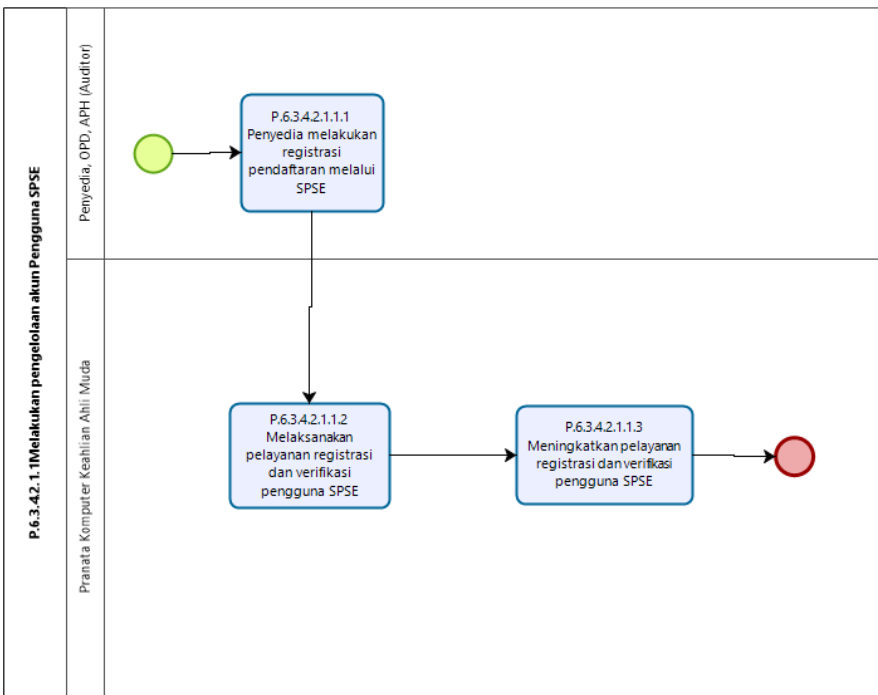 P.6.3.4.2.1.1Melakukan pengelolaan akun Pengguna SPSE
Penyedia, OPD, APH (Auditor)
P.6.3.4.2.1.1.1
Penyedia melakukan
registrasi
pendaftaran melalui
SPSE
Pranata Komputer Keahlian Ahli Muda
P.6.3.4.2.1.1.2
Melaksanakan
pelayanan registrasi
dan verifikasi
pengguna SPSE
P.6.3.4.2.1.1.3
Meningkatkan pelayanan
registrasi dan verifikasi
pengguna SPSE